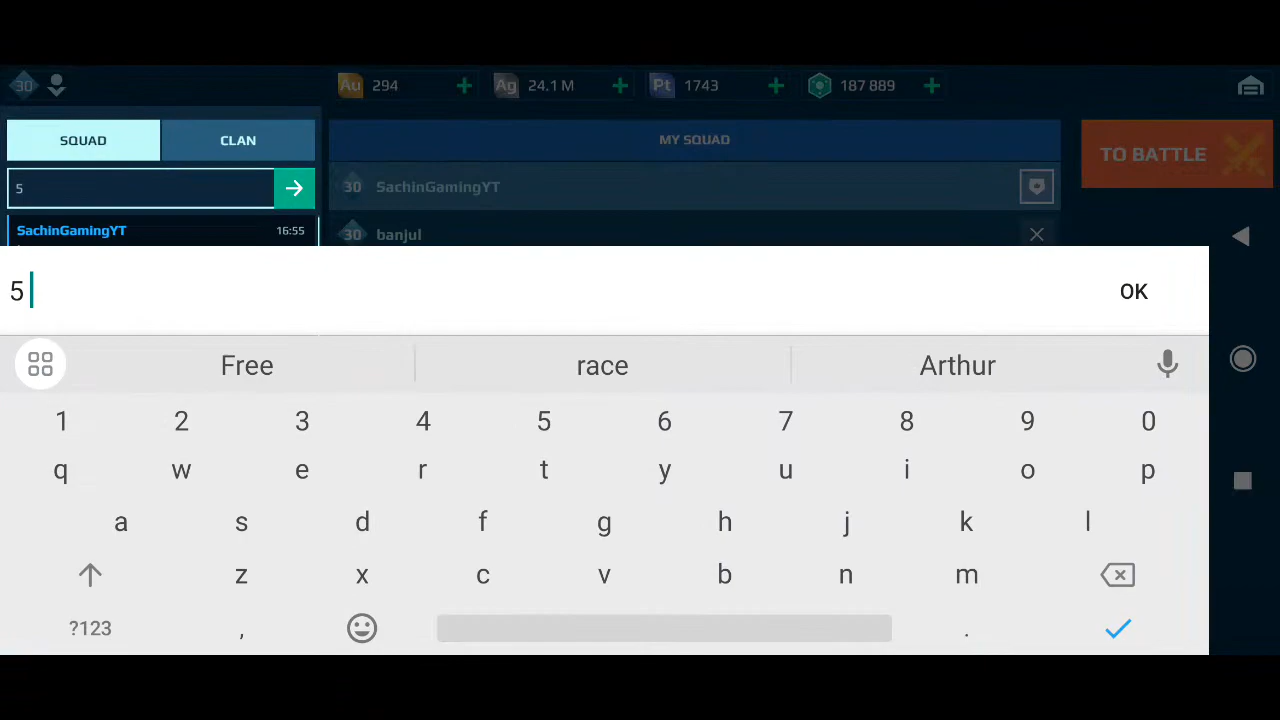 30 Au 294 + Ag 24.1 M + Pt 1743 + 187 889 +
SQUAD CLAN MY SQUAD TO BATTLE
5
30 SachinGamingYT
SachinGamingYT 16:55
30 banjul
5 OK
Free race Arthur
1 2 3 4 5 6 7 8 9 0
q w e r t y u i o p
a s d f g h j k l
z x c v b n m
?123 , .